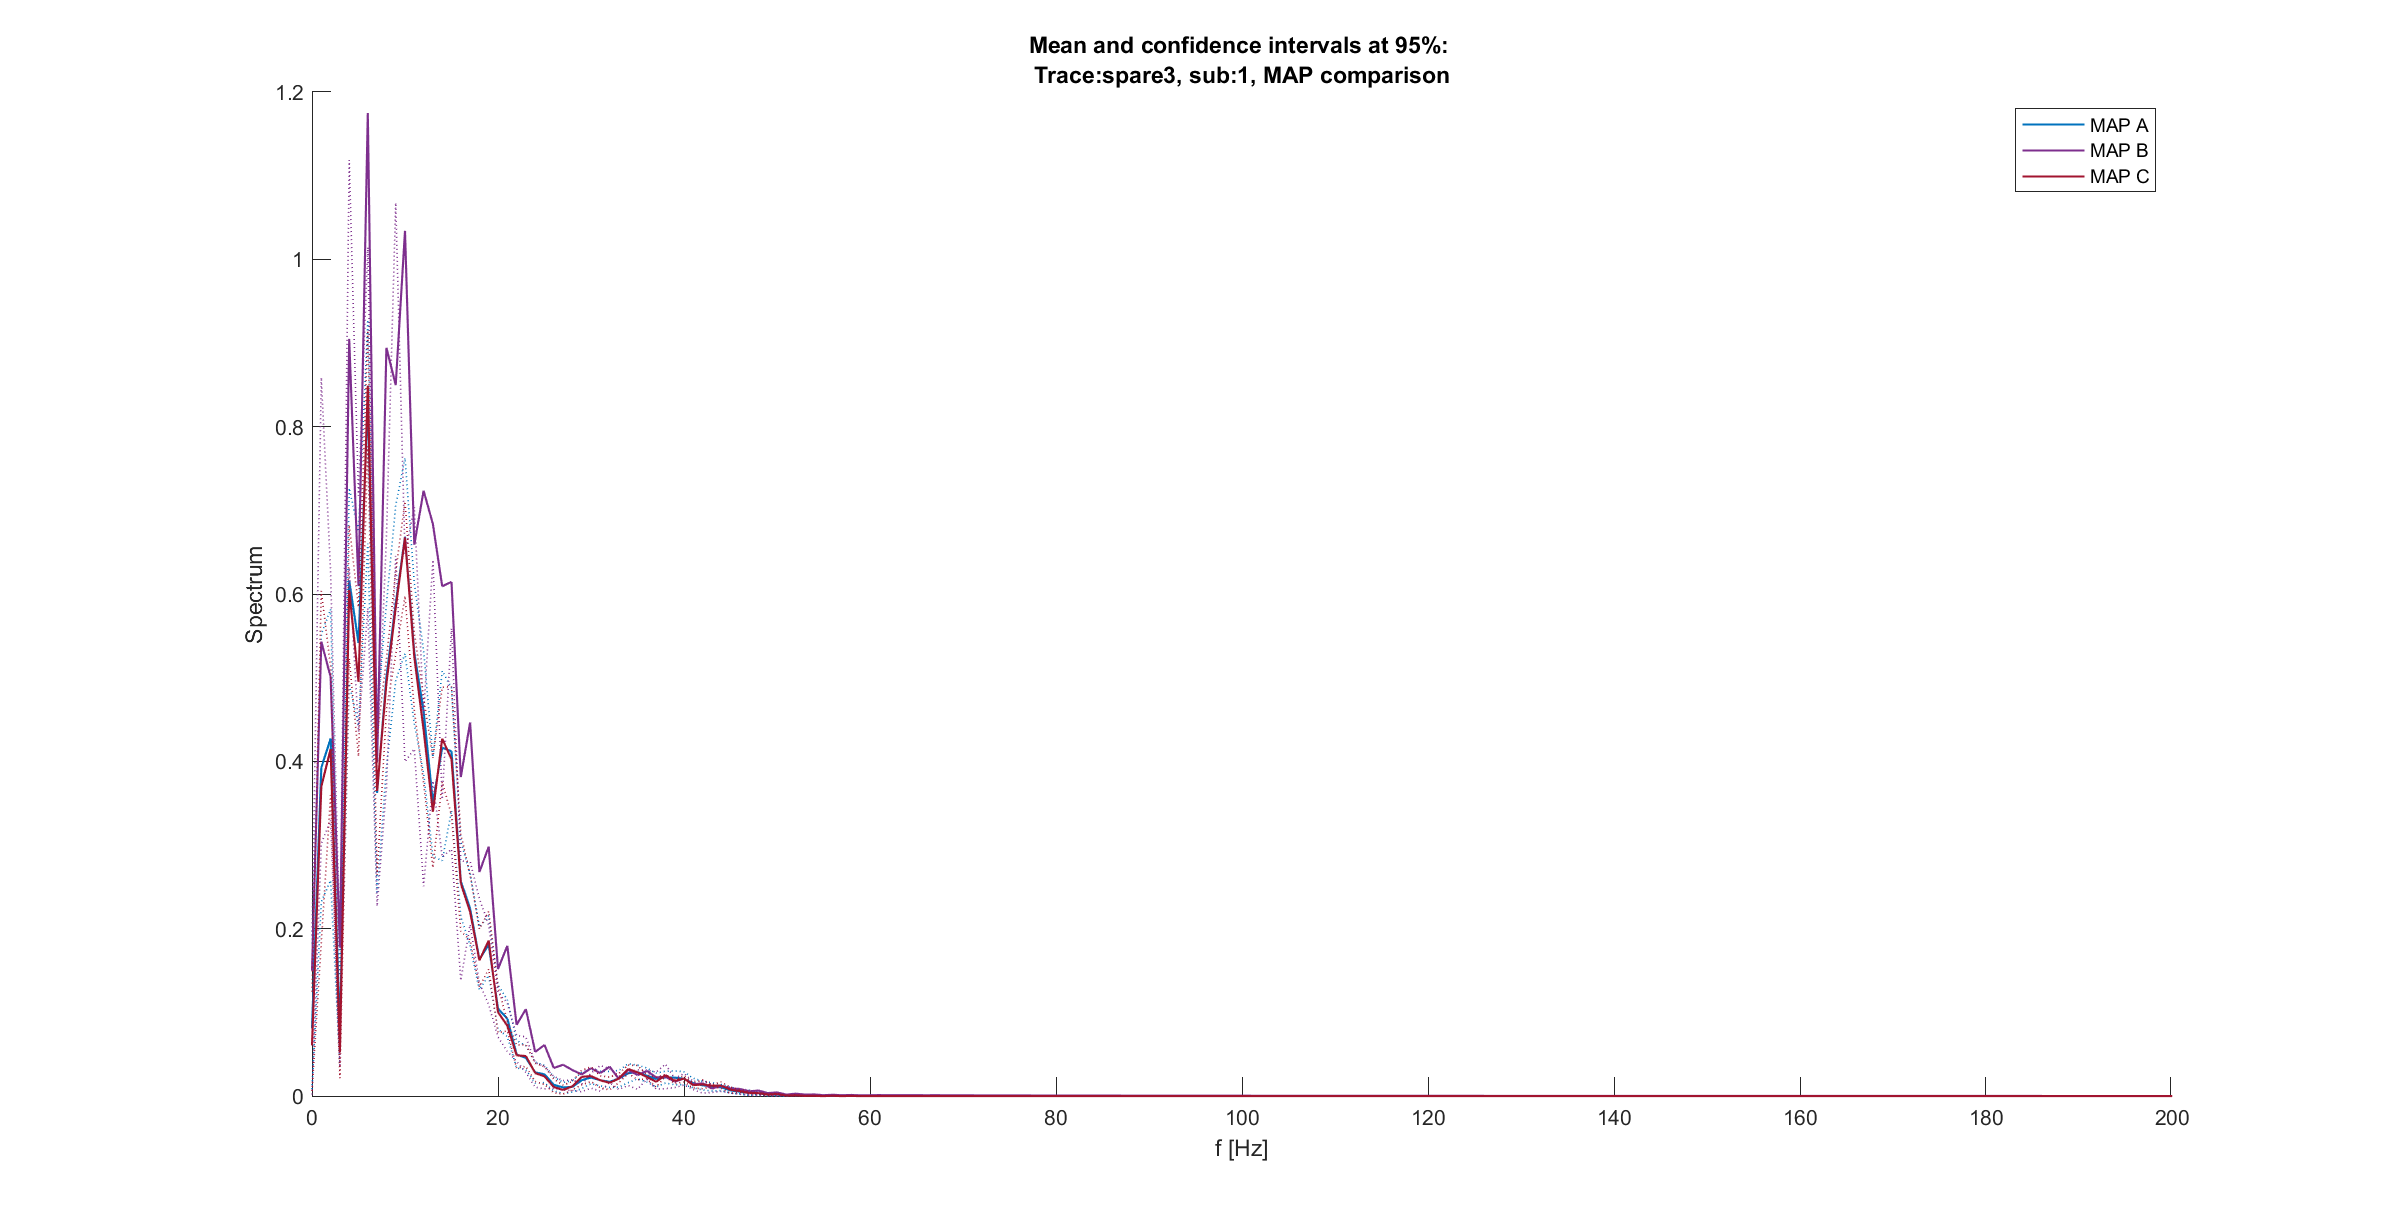 Mean and confidence intervals at 95%:
Trace:spare3, sub:1, MAP comparison
MAP A
MAP B
MAP C
1.2
1
0.8
0.6
0.4
0.2
0
Spectrum
0 20 40 60 80 100 120 140 160 180 200
f [Hz]